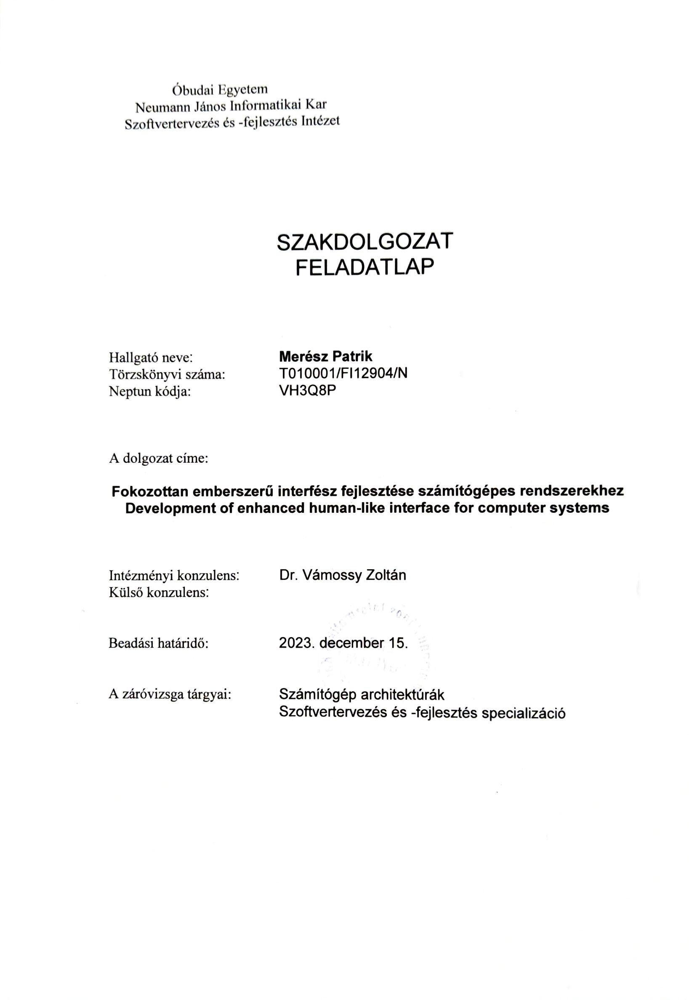 Óbudai Egyetem
Neumann János Informatikai Kar
Szoftvertervezés és -fejlesztés Intézet
SZAKDOLGOZAT
FELADATLAP
Hallgató neve: Merész Patrik
Törzskönyvi száma: T010001/FI12904/N
Neptun kódja: VH3Q8P
A dolgozat címe:
Fokozottan emberszerű interfész fejlesztése számítógépes rendszerekhez
Development of enhanced human-like interface for computer systems
Intézményi konzulens: Dr. Vámossy Zoltán
Külső konzulens:
Beadási határidő: 2023. december 15.
A záróvizsga tárgyai: Számítógép architektúrák
Szoftvertervezés és -fejlesztés specializáció